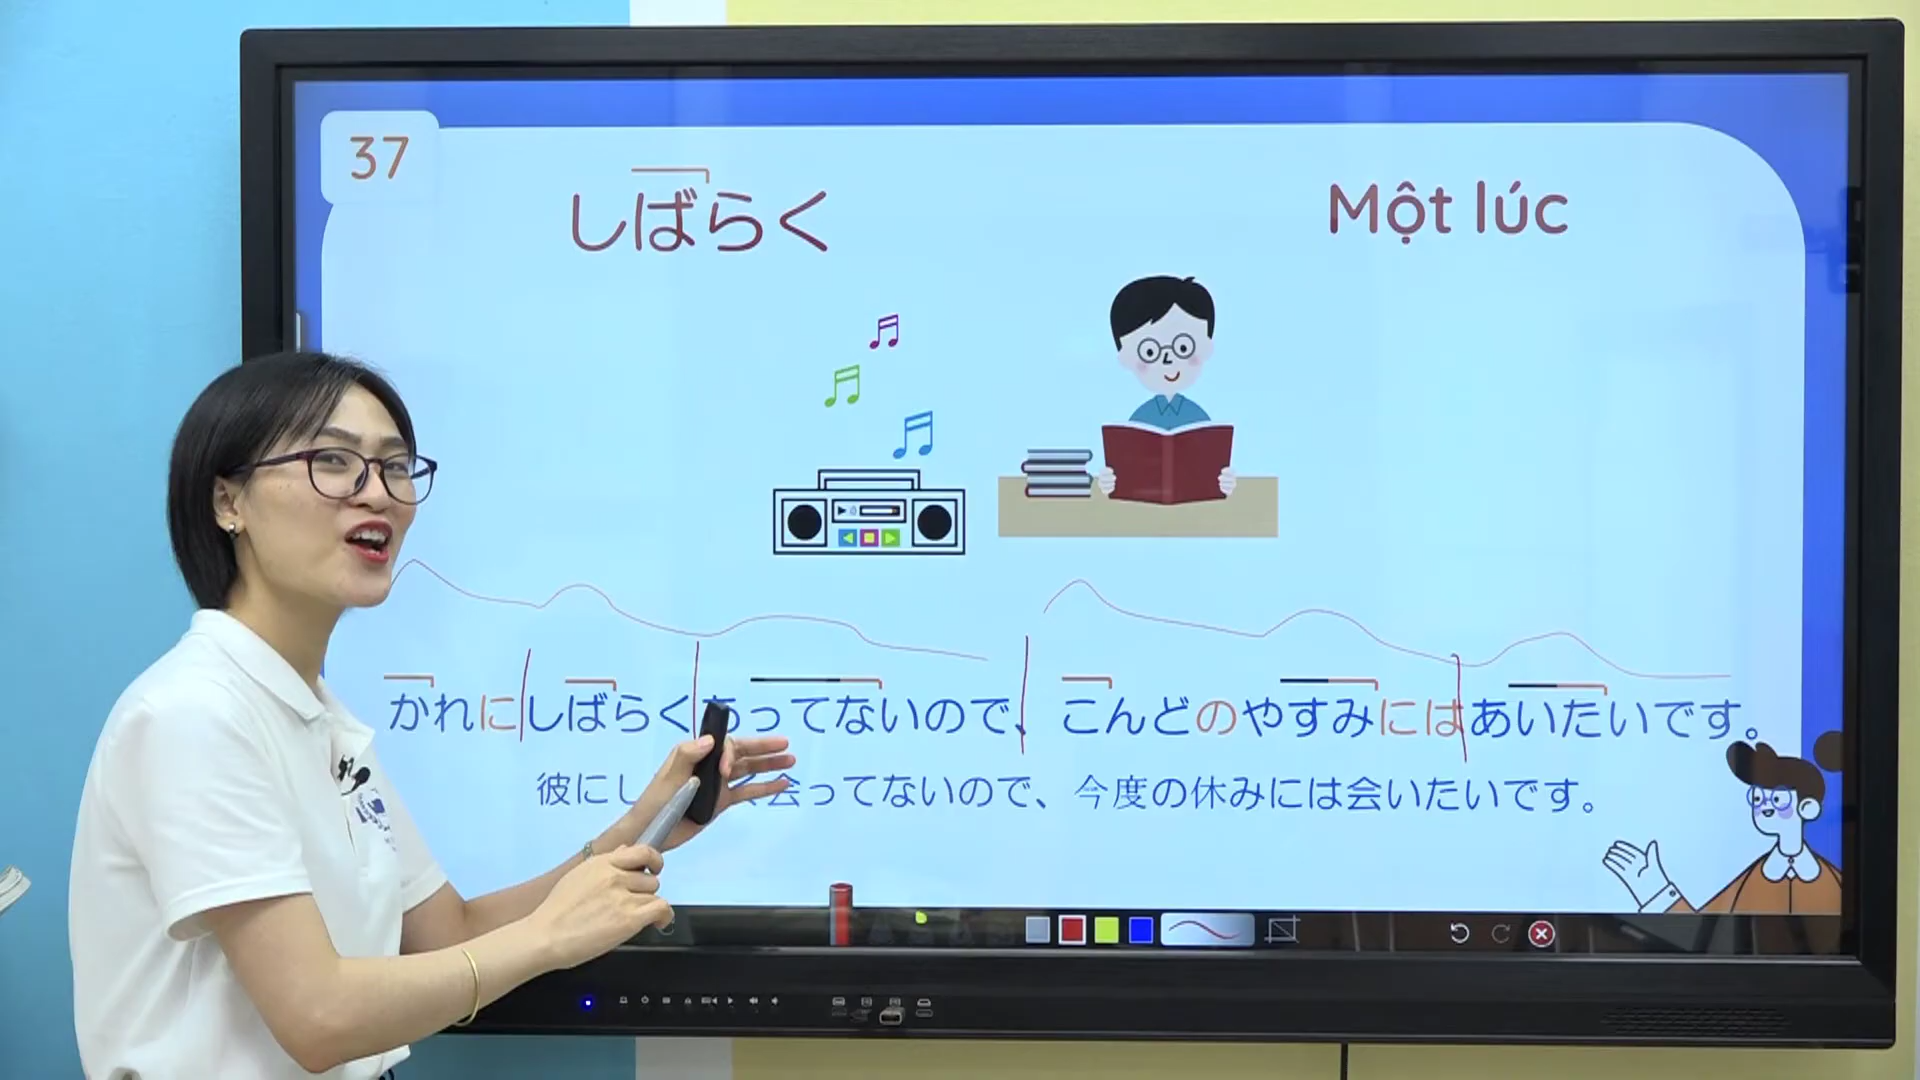 37
しばらく
Một lúc
かれにしばらくあってないので、こんどのやすみにはあいたいです。
彼にし く会ってないので、今度の休みには会いたいです。